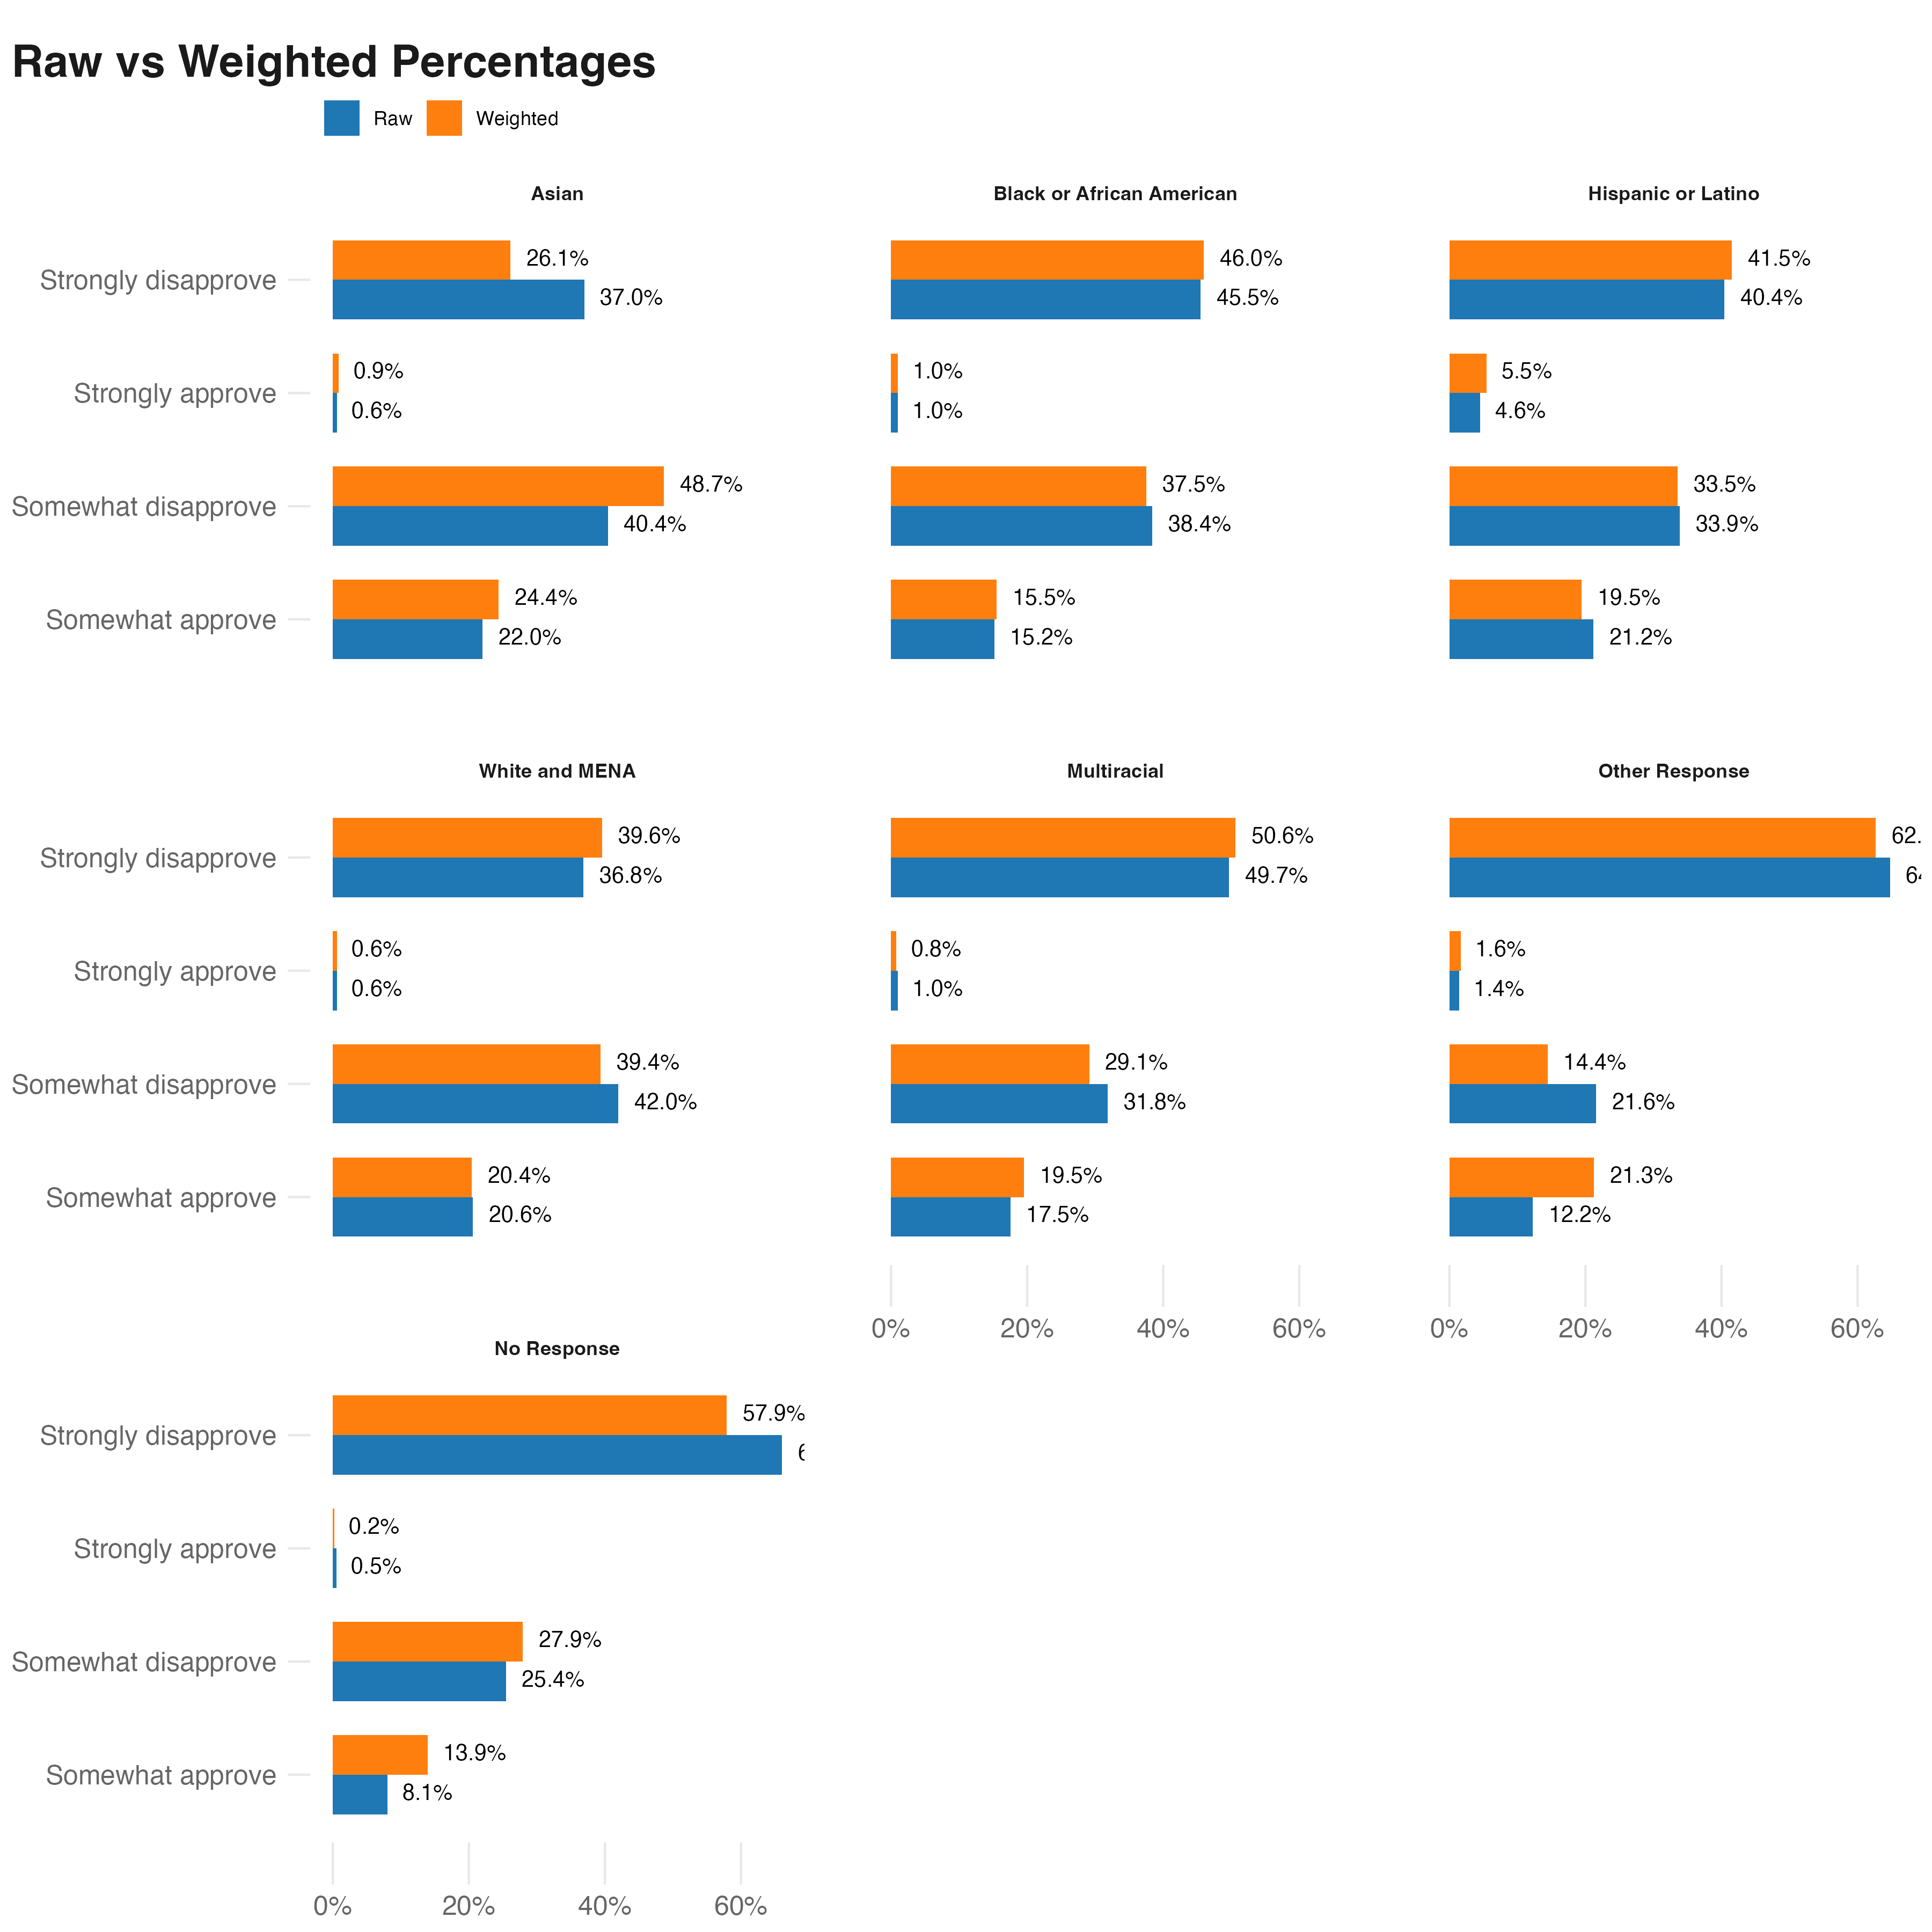 Raw vs Weighted Percentages
Raw Weighted
Asian Black or African American Hispanic or Latino
Strongly disapprove 26.1% 46.0% 41.5%
37.0% 45.5% 40.4%
Strongly approve 0.9% 1.0% 5.5%
0.6% 1.0% 4.6%
Somewhat disapprove 48.7% 37.5% 33.5%
40.4% 38.4% 33.9%
Somewhat approve 24.4% 15.5% 19.5%
22.0% 15.2% 21.2%
White and MENA Multiracial Other Response
Strongly disapprove 39.6% 50.6% 62.
36.8% 49.7%
Strongly approve 0.6% 0.8% 1.6%
0.6% 1.0% 1.4%
Somewhat disapprove 39.4% 29.1% 14.4%
42.0% 31.8% 21.6%
Somewhat approve 20.4% 19.5% 21.3%
20.6% 17.5% 12.2%
0% 20% 40% 60% 0% 20% 40% 60%
No Response
Strongly disapprove 57.9%
Strongly approve 0.2%
0.5%
Somewhat disapprove 27.9%
25.4%
Somewhat approve 13.9%
8.1%
0% 20% 40% 60%